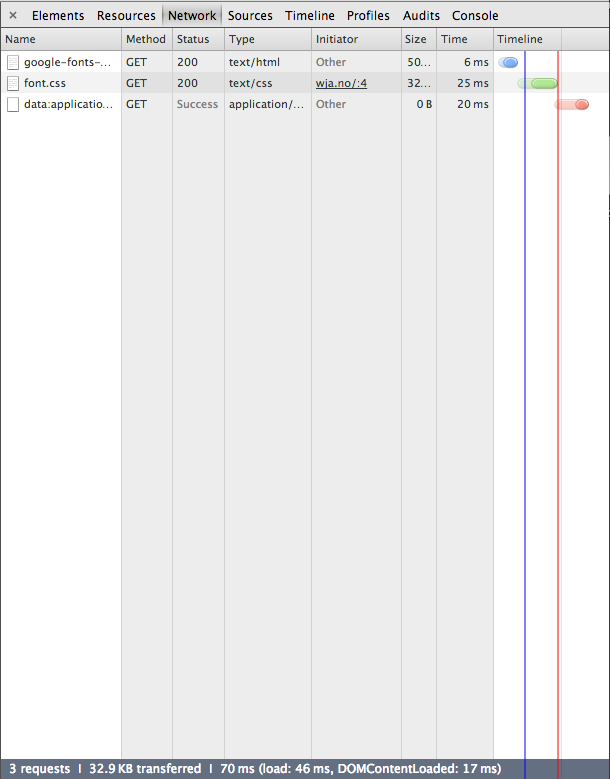 × Elements Resources Network Sources Timeline Profiles Audits Console
Name Method Status Type Initiator Size Time Timeline
google-fonts-... GET 200 text/html Other 50... 6 ms
font.css GET 200 text/css wja.no/:4 32... 25 ms
data:applicatio... GET Success application/... Other 0 B 20 ms
3 requests | 32.9 KB transferred | 70 ms (load: 46 ms, DOMContentLoaded: 17 ms)